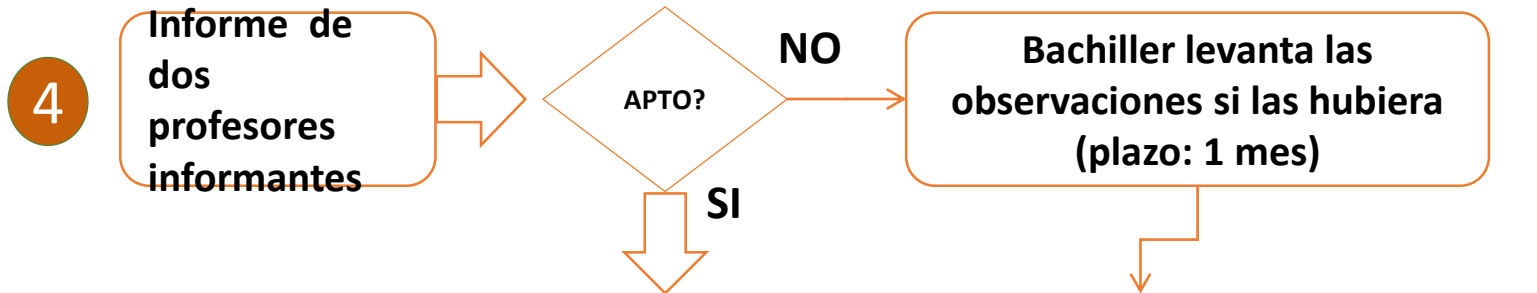 4
Informe de
dos
profesores
informantes
APTO?
NO
SI
Bachiller levanta las
observaciones si las hubiera
(plazo: 1 mes)